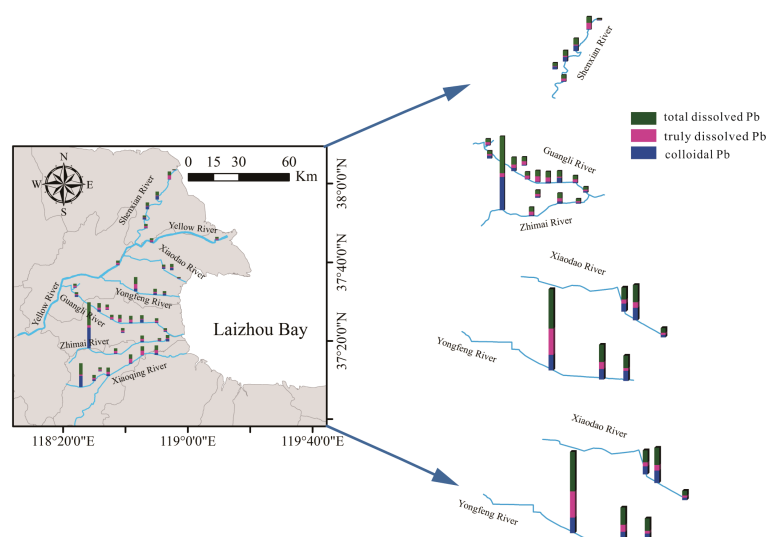 Shenxian River
total dissolved Pb
truly dissolved Pb
colloidal Pb
Guangli River
Zhimai River
Xiaodao River
Yongfeng River
Xiaodao River
Yongfeng River
N
W E
S
0 15 30 60
Km
Shenxian River
Yellow River
Xiaodao River
Yellow River
Yongfeng River
Guangli River
Laizhou Bay
Zhimai River
Xiaoqing River
38°0'0"N
37°40'0"N
37°20'0"N
118°20'0"E 119°0'0"E 119°40'0"E